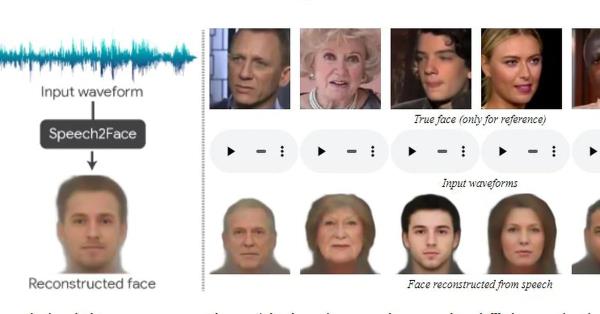 Input waveform
Speech2Face
Reconstructed face
True face (only for reference)
Input waveforms
Face reconstructed from speech